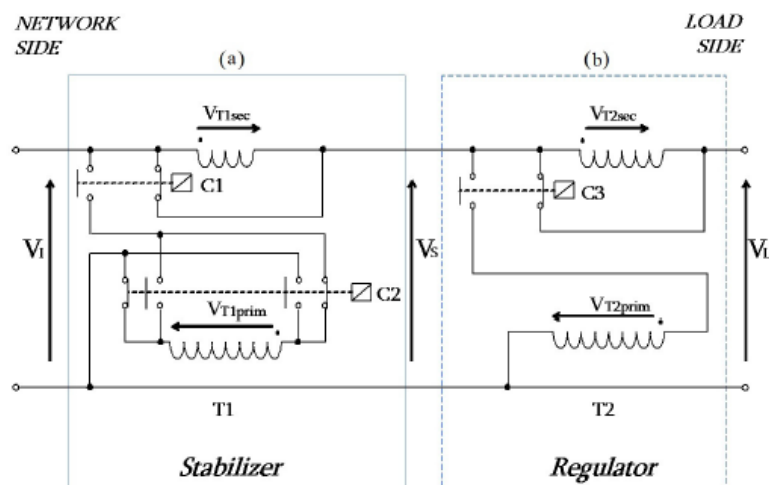 NETWORK
SIDE
LOAD
SIDE
(a)
(b)
VT1sec
VT2sec
C1
C3
VI
VS
VL
C2
VT1prim
VT2prim
T1
T2
Stabilizer
Regulator